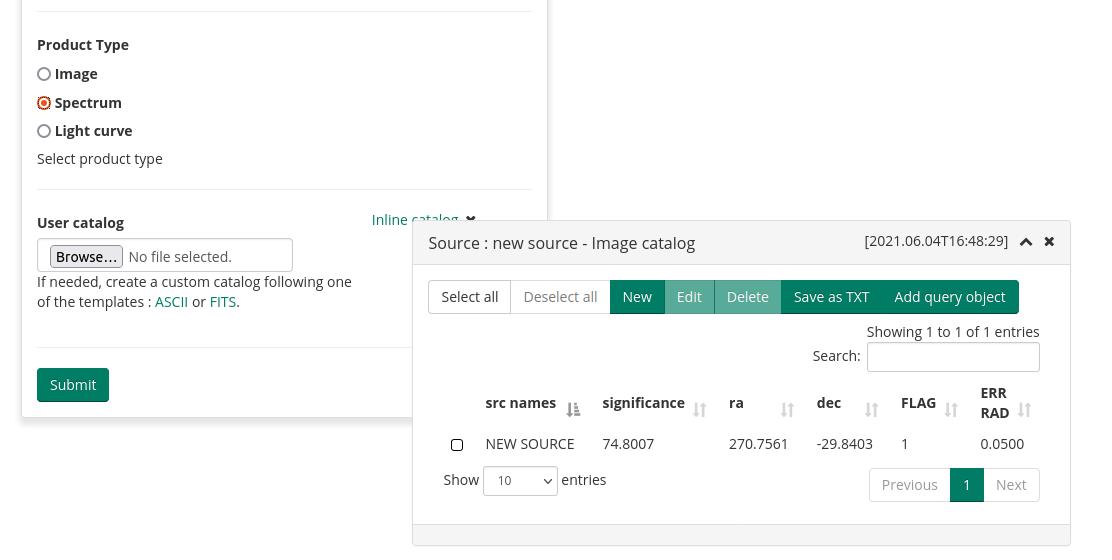 Product Type
Image
Spectrum
Light curve
Select product type
User catalog
Inline catalog
Browse... No file selected.
If needed, create a custom catalog following one
of the templates : ASCII or FITS.
Submit
Source : new source - Image catalog
[2021.06.04T16:48:29]
Select all Deselect all New Edit Delete Save as TXT Add query object
Showing 1 to 1 of 1 entries
Search:
src names significance ra dec FLAG ERR RAD
NEW SOURCE 74.8007 270.7561 -29.8403 1 0.0500
Show 10 entries
Previous 1 Next